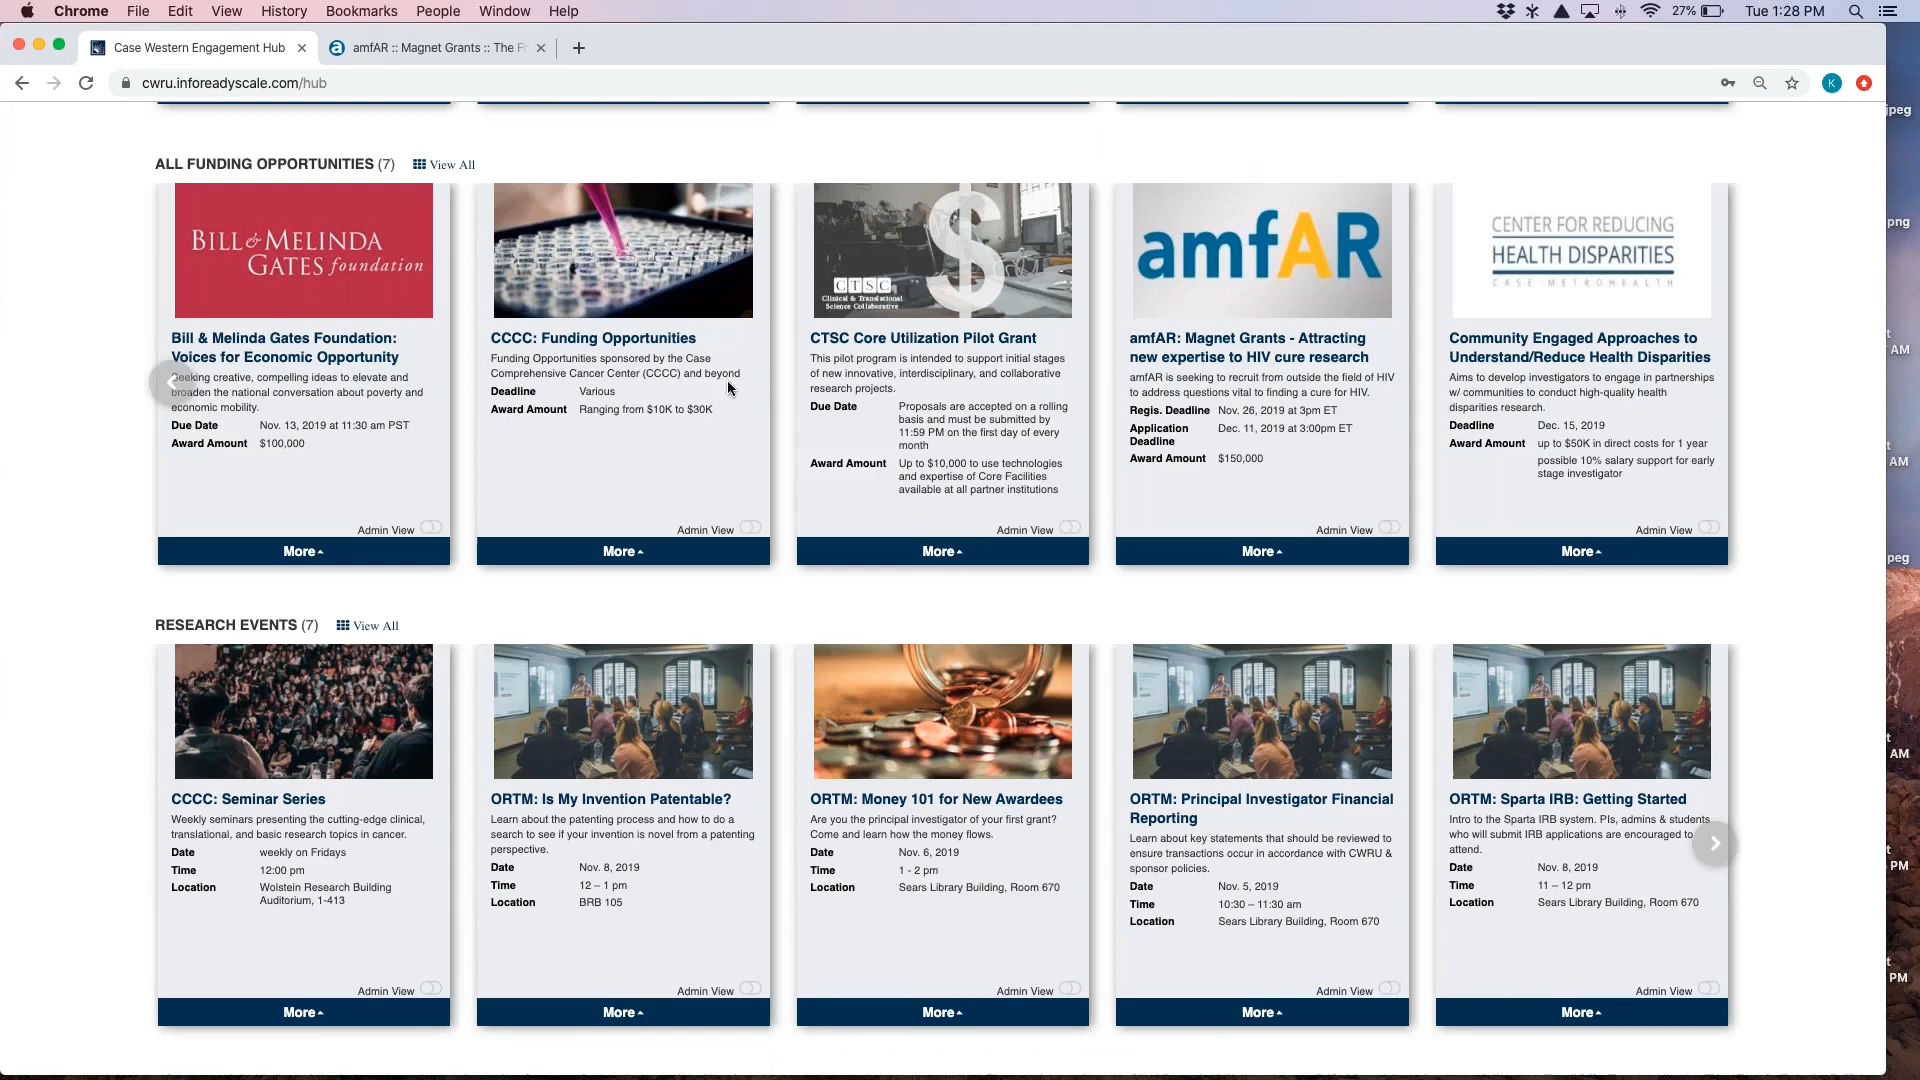 Chrome File Edit View History Bookmarks People Window Help 27% Tue 1:28 PM
Case Western Engagement Hub
amfAR :: Magnet Grants :: The F
cwru.inforeadyscale.com/hub
K
jpeg
png
t
AM
t
AM
peg
t
AM
t
PM
t
PM
ALL FUNDING OPPORTUNITIES (7) View All
BILL & MELINDA
GATES foundation
Bill & Melinda Gates Foundation:
Voices for Economic Opportunity
Seeking creative, compelling ideas to elevate and
broaden the national conversation about poverty and
economic mobility.
Due Date Nov. 13, 2019 at 11:30 am PST
Award Amount $100,000
Admin View
More
CCCC: Funding Opportunities
Funding Opportunities sponsored by the Case
Comprehensive Cancer Center (CCCC) and beyond
Deadline Various
Award Amount Ranging from $10K to $30K
Admin View
More
$
CTSC
Clinical & Translational
Science Collaborative
CTSC Core Utilization Pilot Grant
This pilot program is intended to support initial stages
of new innovative, interdisciplinary, and collaborative
research projects.
Due Date Proposals are accepted on a rolling
basis and must be submitted by
11:59 PM on the first day of every
month
Award Amount Up to $10,000 to use technologies
and expertise of Core Facilities
available at all partner institutions
Admin View
More
amfAR
amfAR: Magnet Grants - Attracting
new expertise to HIV cure research
amfAR is seeking to recruit from outside the field of HIV
to address questions vital to finding a cure for HIV.
Regis. Deadline Nov. 26, 2019 at 3pm ET
Application Dec. 11, 2019 at 3:00pm ET
Deadline
Award Amount $150,000
Admin View
More
CENTER FOR REDUCING
HEALTH DISPARITIES
CASE METROHEALTH
Community Engaged Approaches to
Understand/Reduce Health Disparities
Aims to develop investigators to engage in partnerships
w/ communities to conduct high-quality health
disparities research.
Deadline Dec. 15, 2019
Award Amount up to $50K in direct costs for 1 year
possible 10% salary support for early
stage investigator
Admin View
More
RESEARCH EVENTS (7) View All
CCCC: Seminar Series
Weekly seminars presenting the cutting-edge clinical,
translational, and basic research topics in cancer.
Date weekly on Fridays
Time 12:00 pm
Location Wolstein Research Building
Auditorium, 1-413
Admin View
More
ORTM: Is My Invention Patentable?
Learn about the patenting process and how to do a
search to see if your invention is novel from a patenting
perspective.
Date Nov. 8, 2019
Time 12 – 1 pm
Location BRB 105
Admin View
More
ORTM: Money 101 for New Awardees
Are you the principal investigator of your first grant?
Come and learn how the money flows.
Date Nov. 6, 2019
Time 1 - 2 pm
Location Sears Library Building, Room 670
Admin View
More
ORTM: Principal Investigator Financial
Reporting
Learn about key statements that should be reviewed to
ensure transactions occur in accordance with CWRU &
sponsor policies.
Date Nov. 5, 2019
Time 10:30 – 11:30 am
Location Sears Library Building, Room 670
Admin View
More
ORTM: Sparta IRB: Getting Started
Intro to the Sparta IRB system. PIs, admins & students
who will submit IRB applications are encouraged to
attend.
Date Nov. 8, 2019
Time 11 – 12 pm
Location Sears Library Building, Room 670
Admin View
More